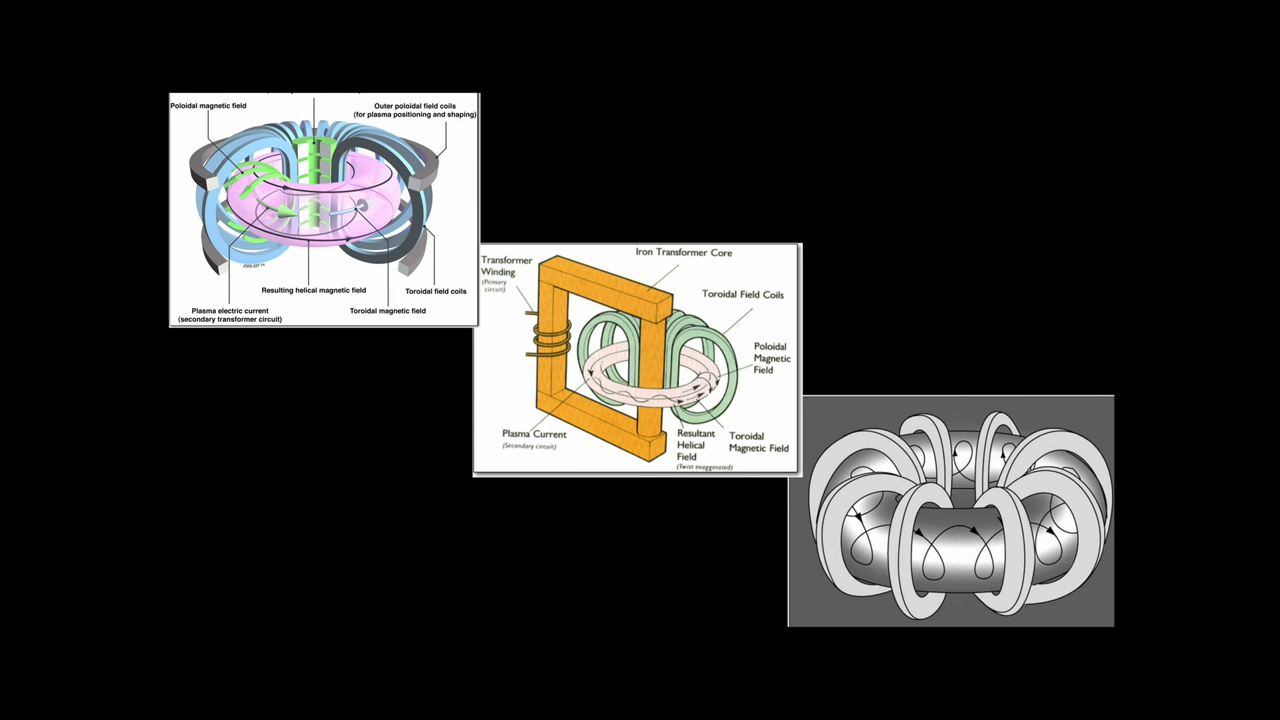 Poloidal magnetic field
Outer poloidal field coils
(for plasma positioning and shaping)
Resulting helical magnetic field
Toroidal field coils
Plasma electric current
(secondary transformer circuit)
Toroidal magnetic field
Iron Transformer Core
Transformer
Winding
(Primary
circuit)
Toroidal Field Coils
Poloidal
Magnetic
Field
Plasma Current
(Secondary circuit)
Resultant
Helical
Field
(Twist exaggerated)
Toroidal
Magnetic Field